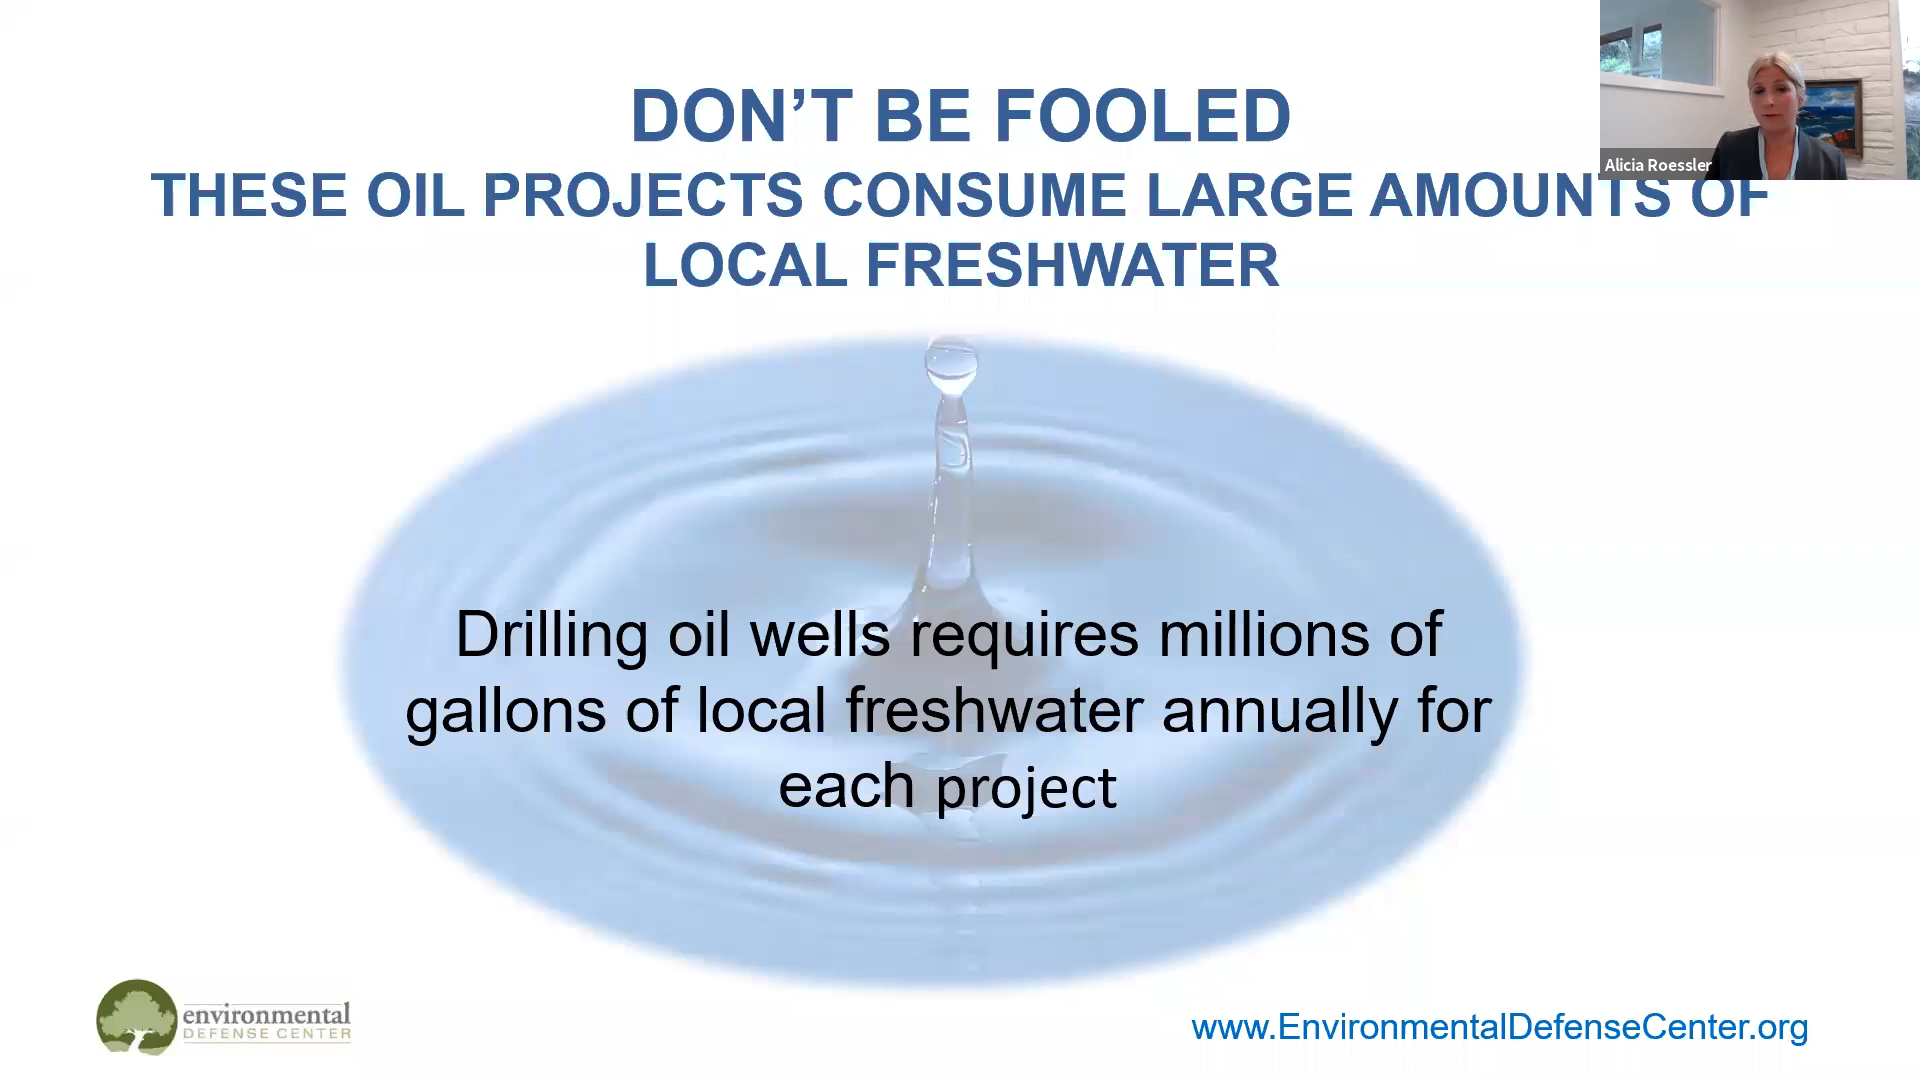 DON’T BE FOOLED
THESE OIL PROJECTS CONSUME LARGE AMOUNTS OF
LOCAL FRESHWATER
Alicia Roessler
Drilling oil wells requires millions of
gallons of local freshwater annually for
each project
environmental
DEFENSE CENTER
www.EnvironmentalDefenseCenter.org